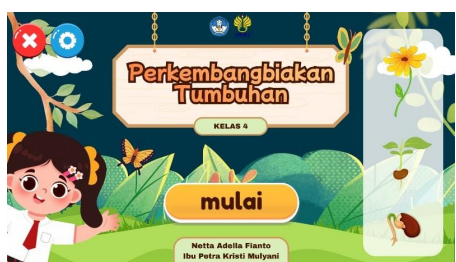 Perkembangbiakan
Tumbuhan
KELAS 4
mulai
Netta Adella Fianto
Ibu Petra Kristi Mulyani